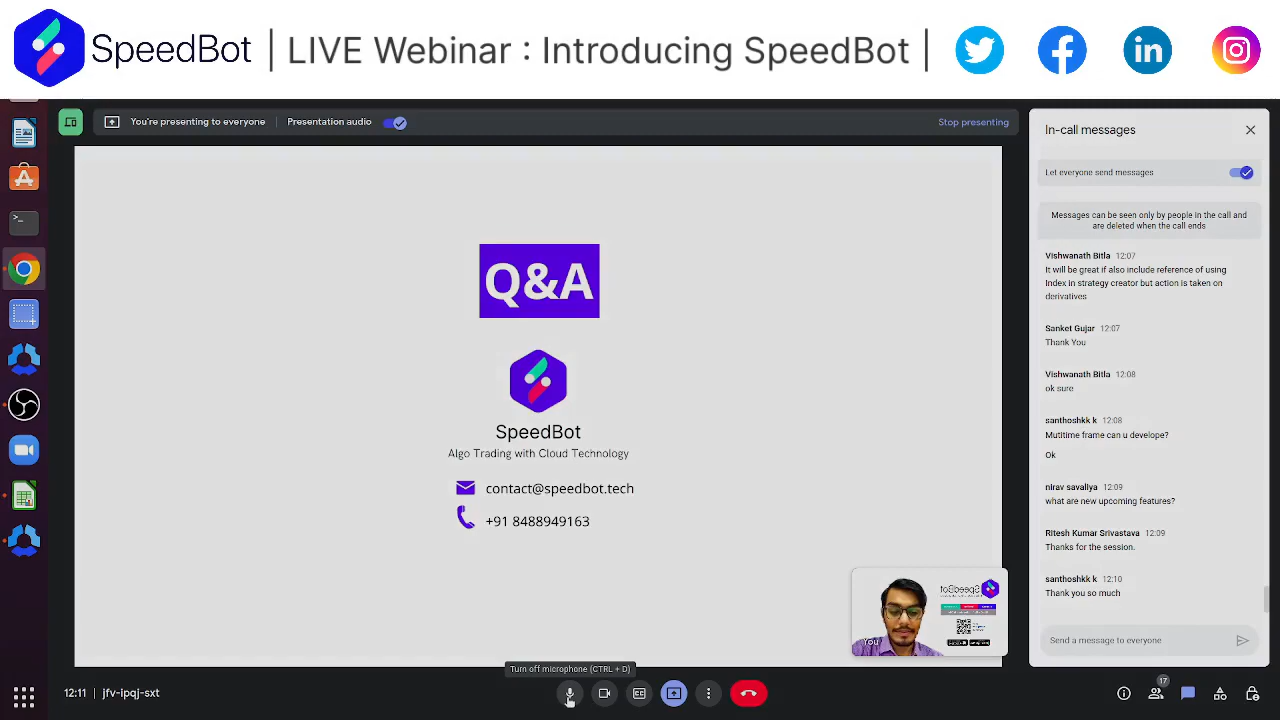 SpeedBot | LIVE Webinar : Introducing SpeedBot |
You're presenting to everyone
Presentation audio
Stop presenting
Q&A
SpeedBot
Algo Trading with Cloud Technology
contact@speedbot.tech
+91 8488949163
You
SpeedBot
In-call messages
Let everyone send messages
Messages can be seen only by people in the call and
are deleted when the call ends
Vishwanath Bitla 12:07
It will be great if also include reference of using
Index in strategy creator but action is taken on
derivatives
Sanket Gujar 12:07
Thank You
Vishwanath Bitla 12:08
ok sure
santhoshkk k 12:08
Mutitime frame can u develope?
Ok
nirav savaliya 12:09
what are new upcoming features?
Ritesh Kumar Srivastava 12:09
Thanks for the session.
santhoshkk k 12:10
Thank you so much
Send a message to everyone
Turn off microphone (CTRL + D)
12:11 | jfv-ipqj-sxt
17